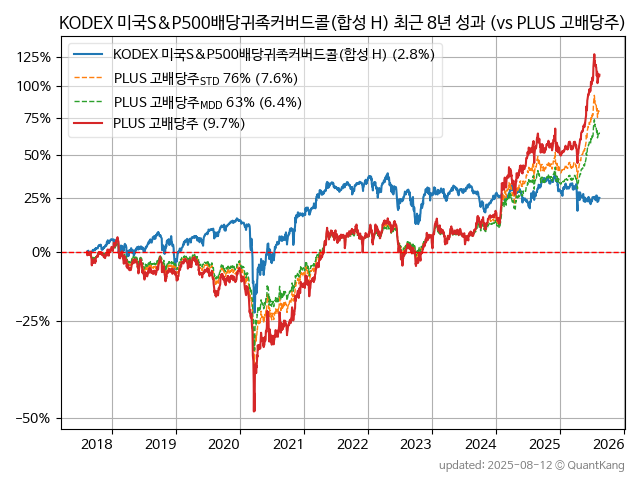 KODEX 미국S&P500배당귀족커버드콜(합성 H) 최근 8년 성과 (vs PLUS 고배당주)
KODEX 미국S&P500배당귀족커버드콜(합성 H) (2.8%)
PLUS 고배당주STD 76% (7.6%)
PLUS 고배당주MDD 63% (6.4%)
PLUS 고배당주 (9.7%)
125%
100%
75%
50%
25%
0%
−25%
−50%
2018 2019 2020 2021 2022 2023 2024 2025 2026
updated: 2025-08-12 © QuantKang